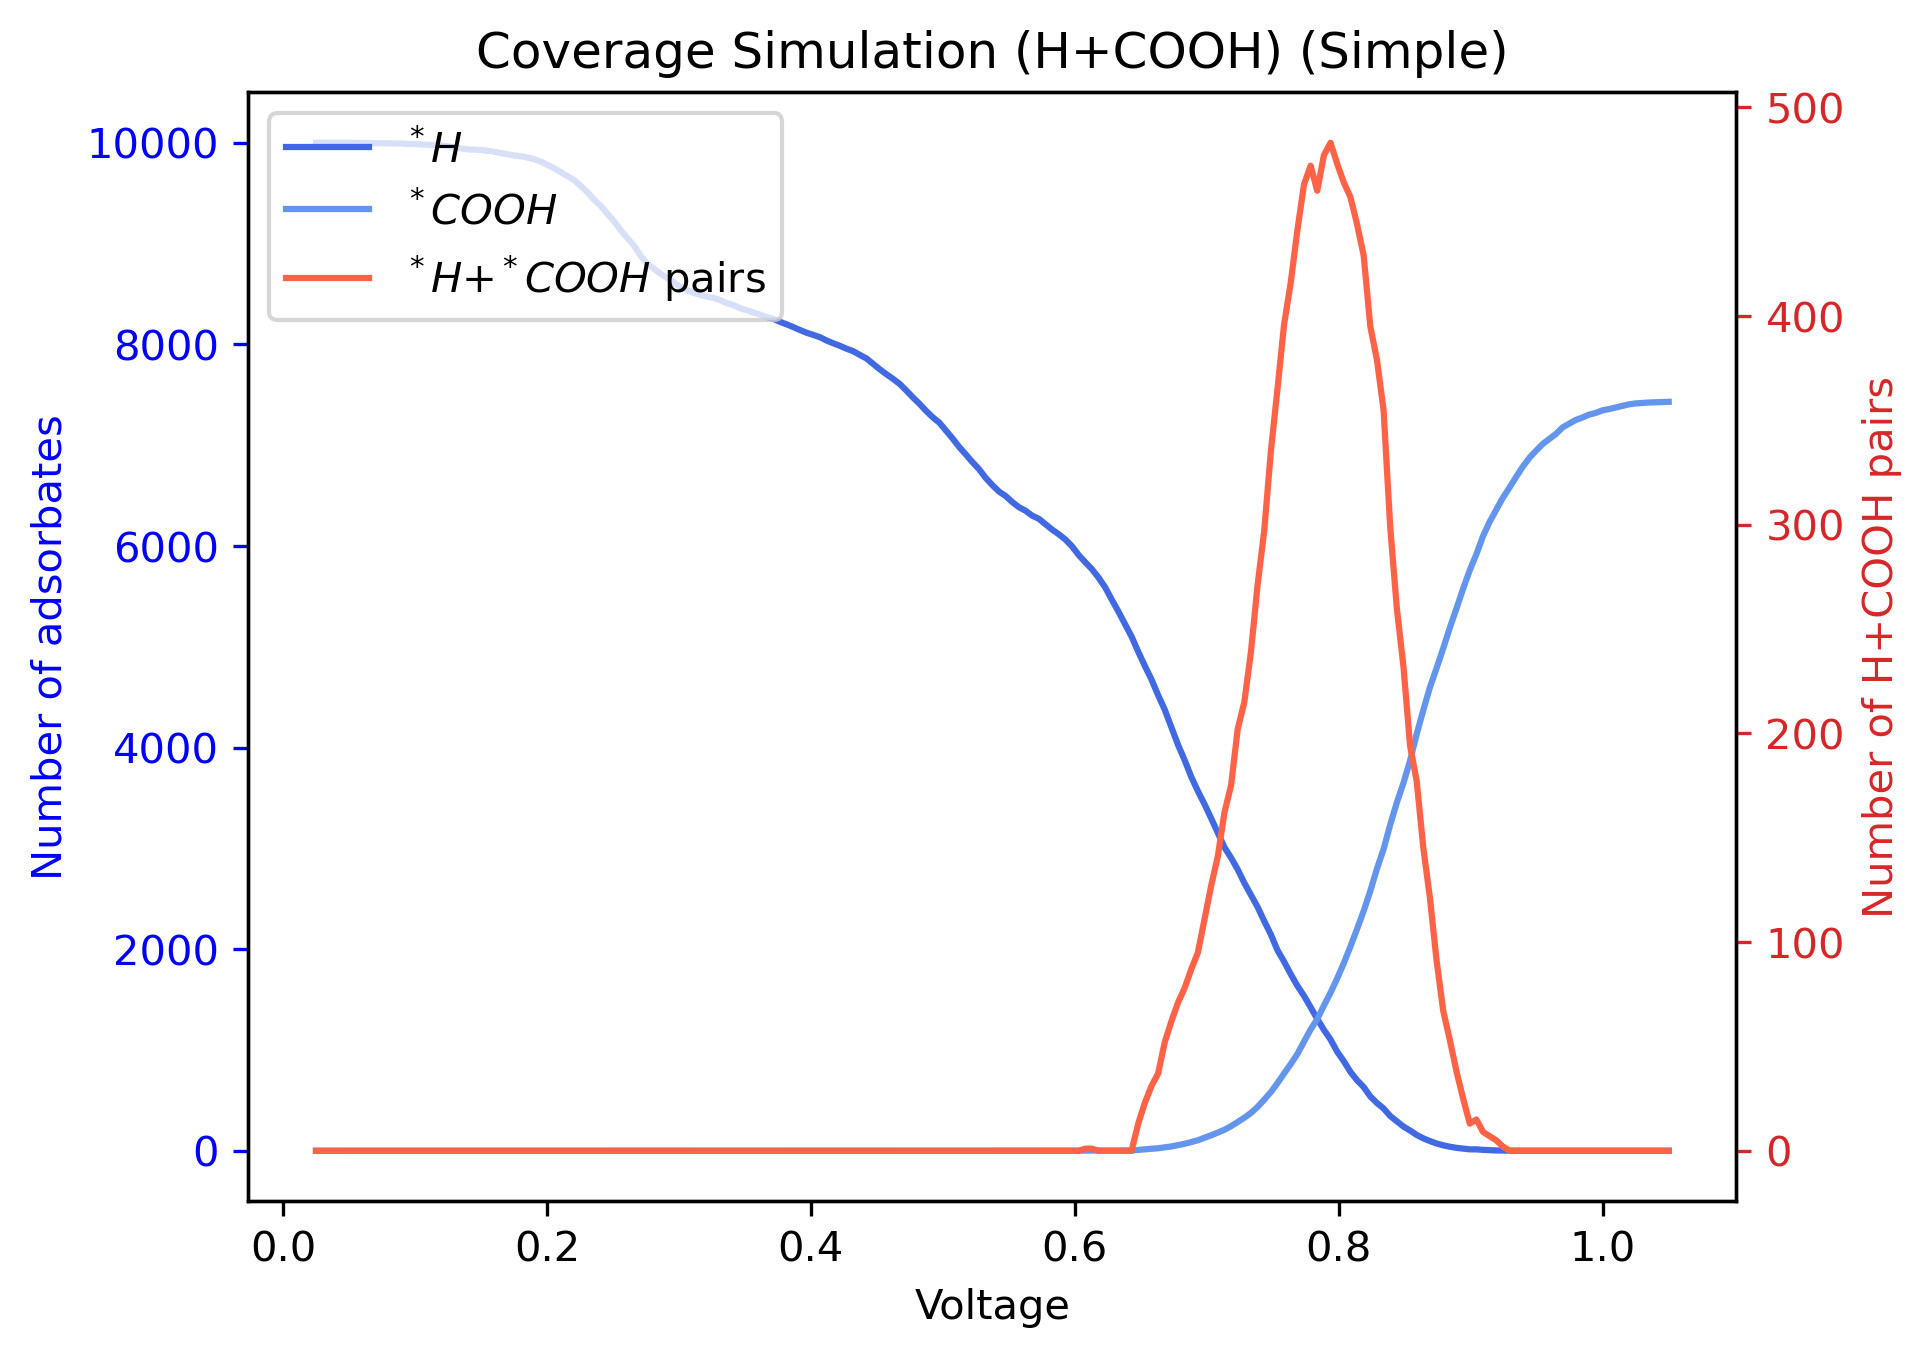 Coverage Simulation (H+COOH) (Simple)
*H
*COOH
*H+*COOH pairs
Number of adsorbates
10000
8000
6000
4000
2000
0
Number of H+COOH pairs
500
400
300
200
100
0
0.0 0.2 0.4 0.6 0.8 1.0
Voltage